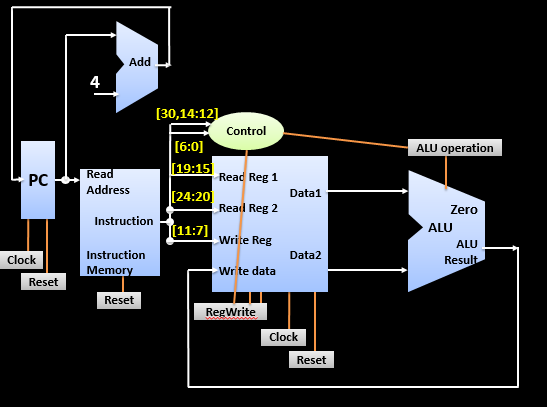 Add
4
[30,14:12]
Control
[6:0]
ALU operation
PC
Read
Address
Instruction
Instruction
Memory
[19:15]
Read Reg 1
Data1
[24:20]
Read Reg 2
[11:7]
Write Reg
Data2
Write data
Zero
ALU
ALU
Result
Clock
Reset
Reset
RegWrite
Clock
Reset